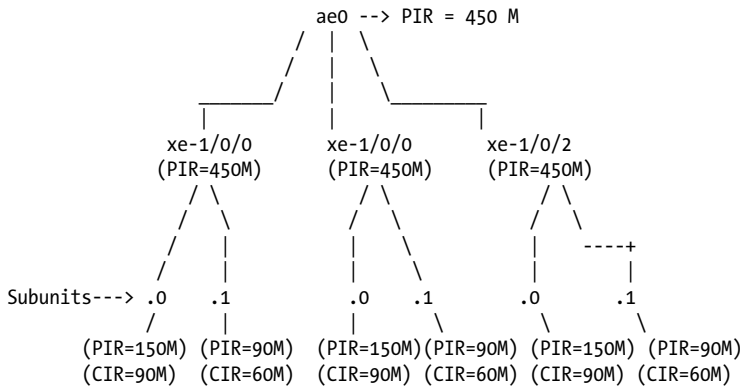 ae0 --> PIR = 450 M
xe-1/0/0 xe-1/0/0 xe-1/0/2
(PIR=450M) (PIR=450M) (PIR=450M)
----+
Subunits---> .0 .1 .0 .1 .0 .1
(PIR=150M) (PIR=90M) (PIR=150M)(PIR=90M) (PIR=150M) (PIR=90M)
(CIR=90M) (CIR=60M) (CIR=90M) (CIR=60M) (CIR=90M) (CIR=60M)